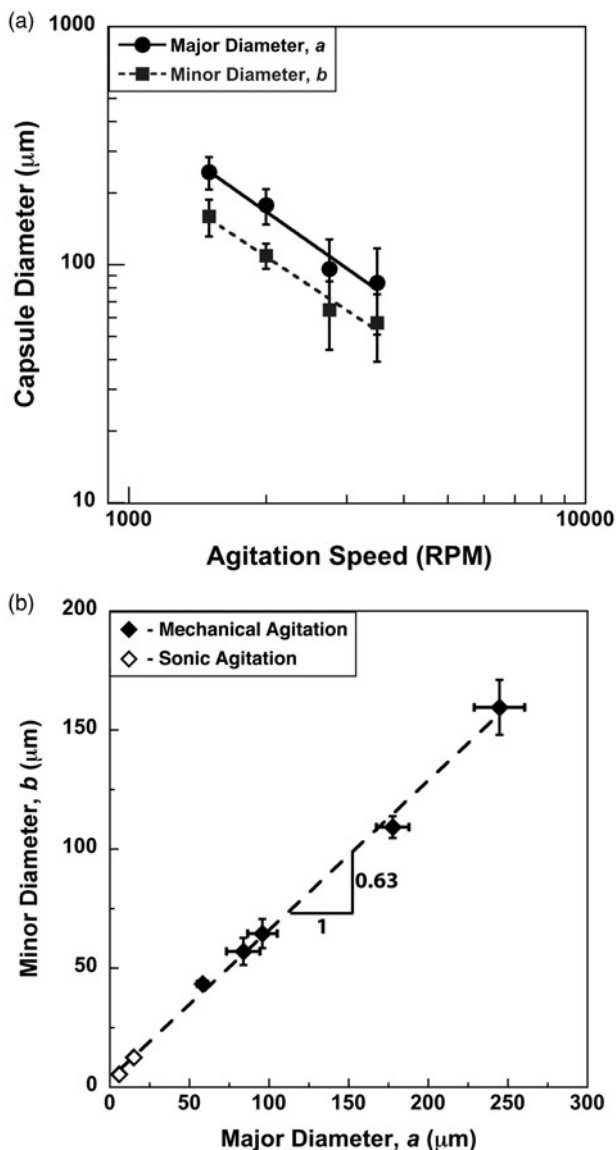 (a)
1000
Major Diameter, a
Minor Diameter, b
Capsule Diameter (μm)
100
10
1000
10000
Agitation Speed (RPM)
(b)
200
- Mechanical Agitation
- Sonic Agitation
150
Minor Diameter, b (μm)
100
0.63
1
50
0
0
50
100
150
200
250
300
Major Diameter, a (μm)